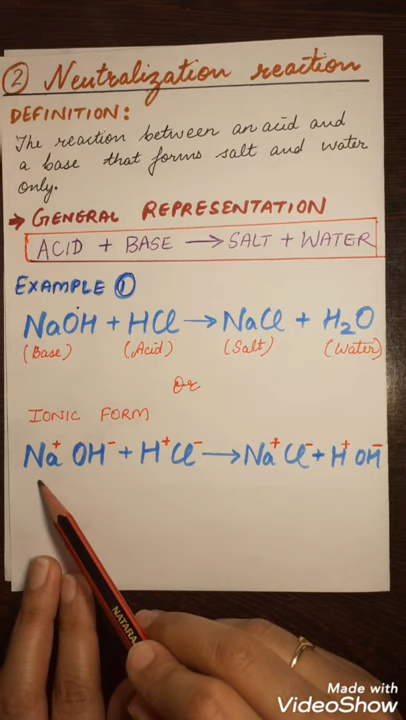 ② Neutralization reaction
DEFINITION:
The reaction between an acid and
a base that forms salt and water
only.
→ GENERAL REPRESENTATION
ACID + BASE → SALT + WATER
EXAMPLE ①
NaOH + HCl → NaCl + H₂O
(Base) (Acid) (Salt) (Water)
Or
IONIC FORM
Na⁺ OH⁻ + H⁺Cl⁻ → Na⁺Cl⁻ + H⁺ OH⁻
NATARAJ
Made with
VideoShow